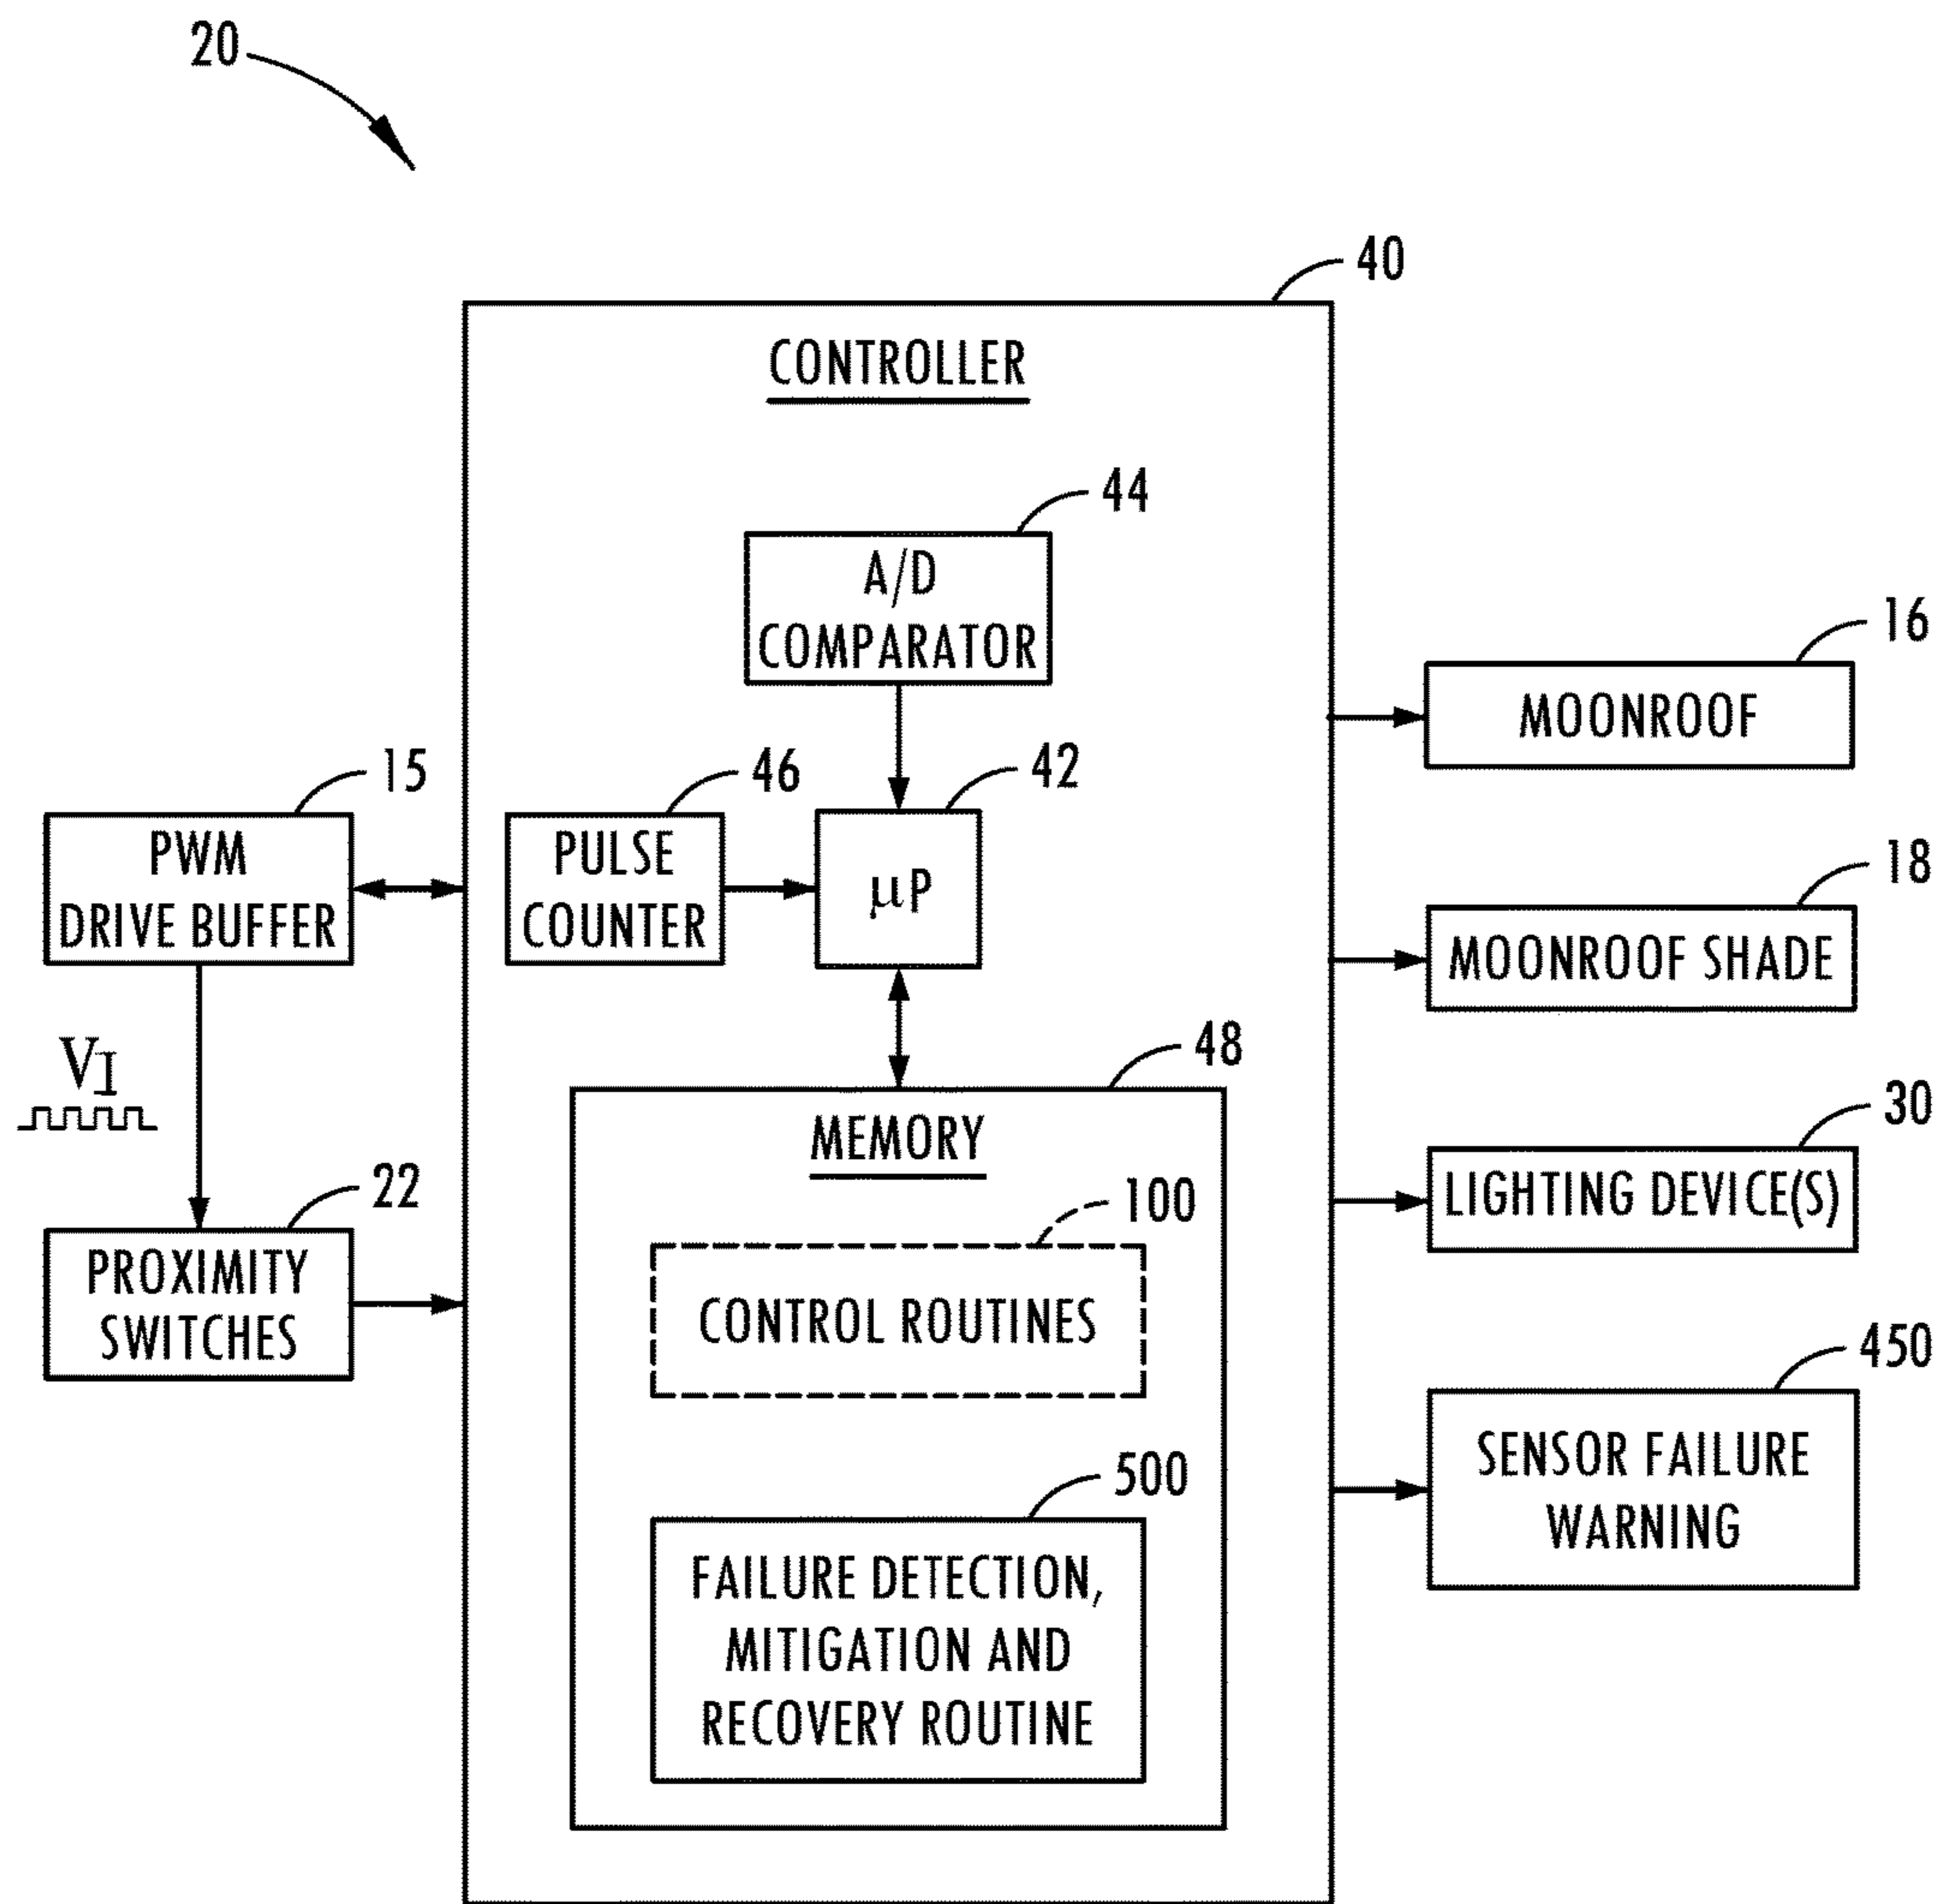 20
40
CONTROLLER
44
A/D
COMPARATOR
16
MOONROOF
15
46
42
PWM
DRIVE BUFFER
PULSE
COUNTER
μP
18
MOONROOF SHADE
VI
48
MEMORY
30
LIGHTING DEVICE(S)
22
PROXIMITY
SWITCHES
100
CONTROL ROUTINES
450
SENSOR FAILURE
WARNING
500
FAILURE DETECTION,
MITIGATION AND
RECOVERY ROUTINE